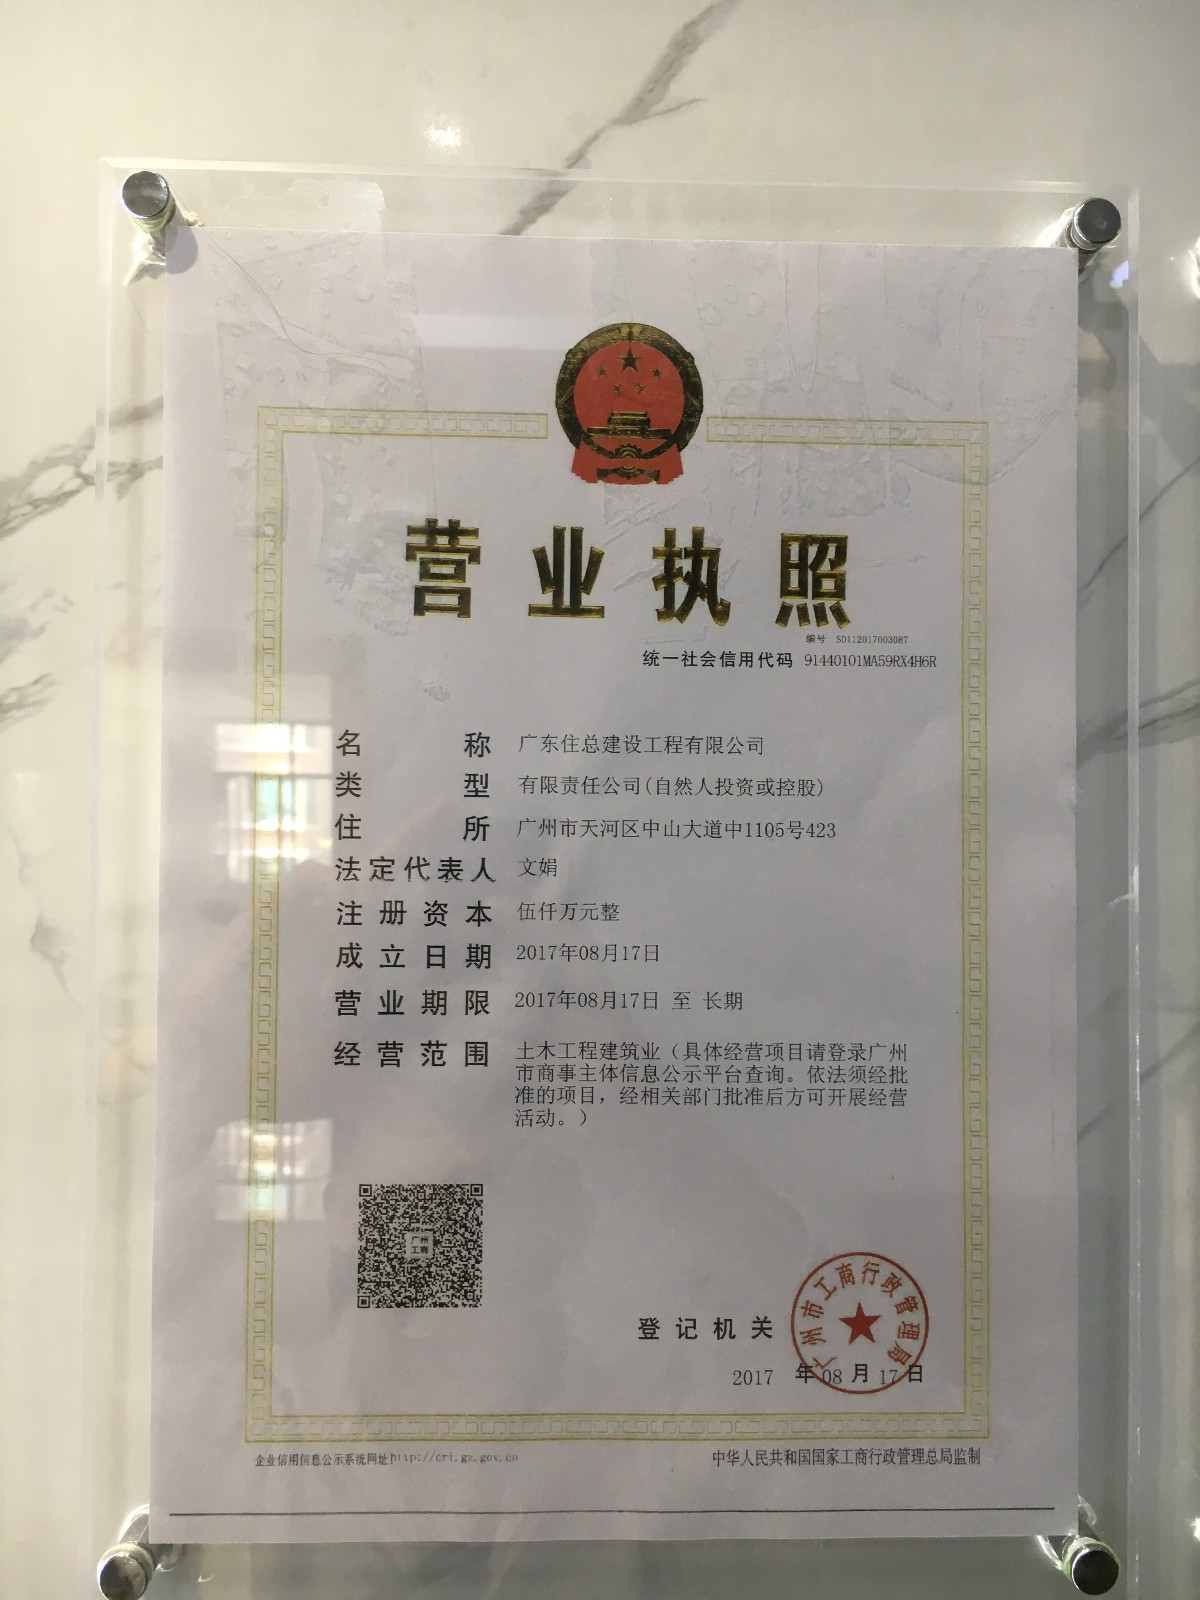 营业执照
编号 S0112017003087
统一社会信用代码 91440101MA59RX4H6R
名称 广东住总建设工程有限公司
类型 有限责任公司(自然人投资或控股)
住所 广州市天河区中山大道中1105号423
法定代表人 文娟
注册资本 伍仟万元整
成立日期 2017年08月17日
营业期限 2017年08月17日 至 长期
经营范围 土木工程建筑业（具体经营项目请登录广州
市商事主体信息公示平台查询。依法须经批
准的项目，经相关部门批准后方可开展经营
活动。）
广州
工商
广州市工商行政管理局
登记机关
2017 年 08 月 17 日
企业信用信息公示系统网址http://cri.gz.gov.cn
中华人民共和国国家工商行政管理总局监制